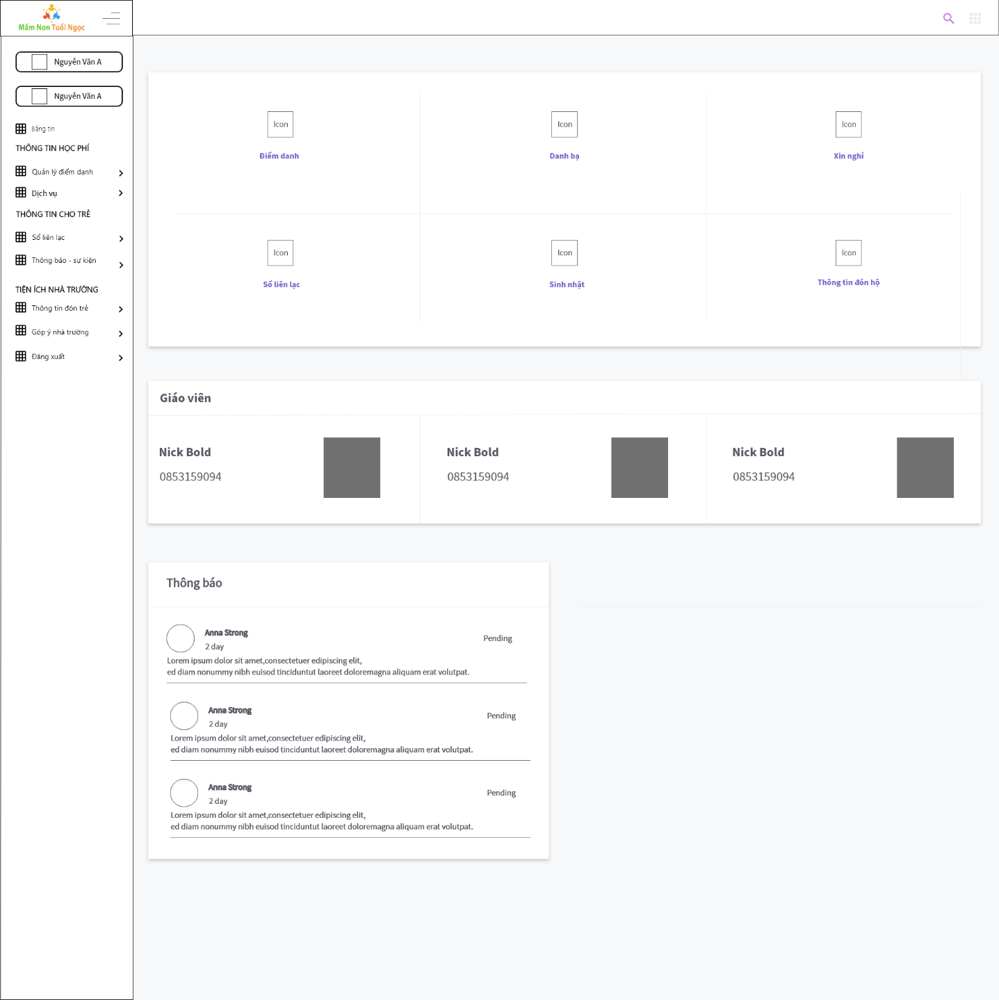 Mầm Non Tuổi Ngọc
Nguyễn Văn A
Nguyễn Văn A
Bảng tin
THÔNG TIN HỌC PHÍ
Quản lý điểm danh
Dịch vụ
THÔNG TIN CHO TRẺ
Sổ liên lạc
Thông báo - sự kiện
TIỆN ÍCH NHÀ TRƯỜNG
Thông tin đón trẻ
Góp ý nhà trường
Đăng xuất
Icon
Điểm danh
Icon
Danh bạ
Icon
Xin nghỉ
Icon
Sổ liên lạc
Icon
Sinh nhật
Icon
Thông tin đón hộ
Giáo viên
Nick Bold
0853159094
Nick Bold
0853159094
Nick Bold
0853159094
Thông báo
Anna Strong
2 day
Pending
Lorem ipsum dolor sit amet,consectetuer edipiscing elit,
ed diam nonummy nibh euisod tinciduntut laoreet doloremagna aliquam erat volutpat.
Anna Strong
2 day
Pending
Lorem ipsum dolor sit amet,consectetuer edipiscing elit,
ed diam nonummy nibh euisod tinciduntut laoreet doloremagna aliquam erat volutpat.
Anna Strong
2 day
Pending
Lorem ipsum dolor sit amet,consectetuer edipiscing elit,
ed diam nonummy nibh euisod tinciduntut laoreet doloremagna aliquam erat volutpat.